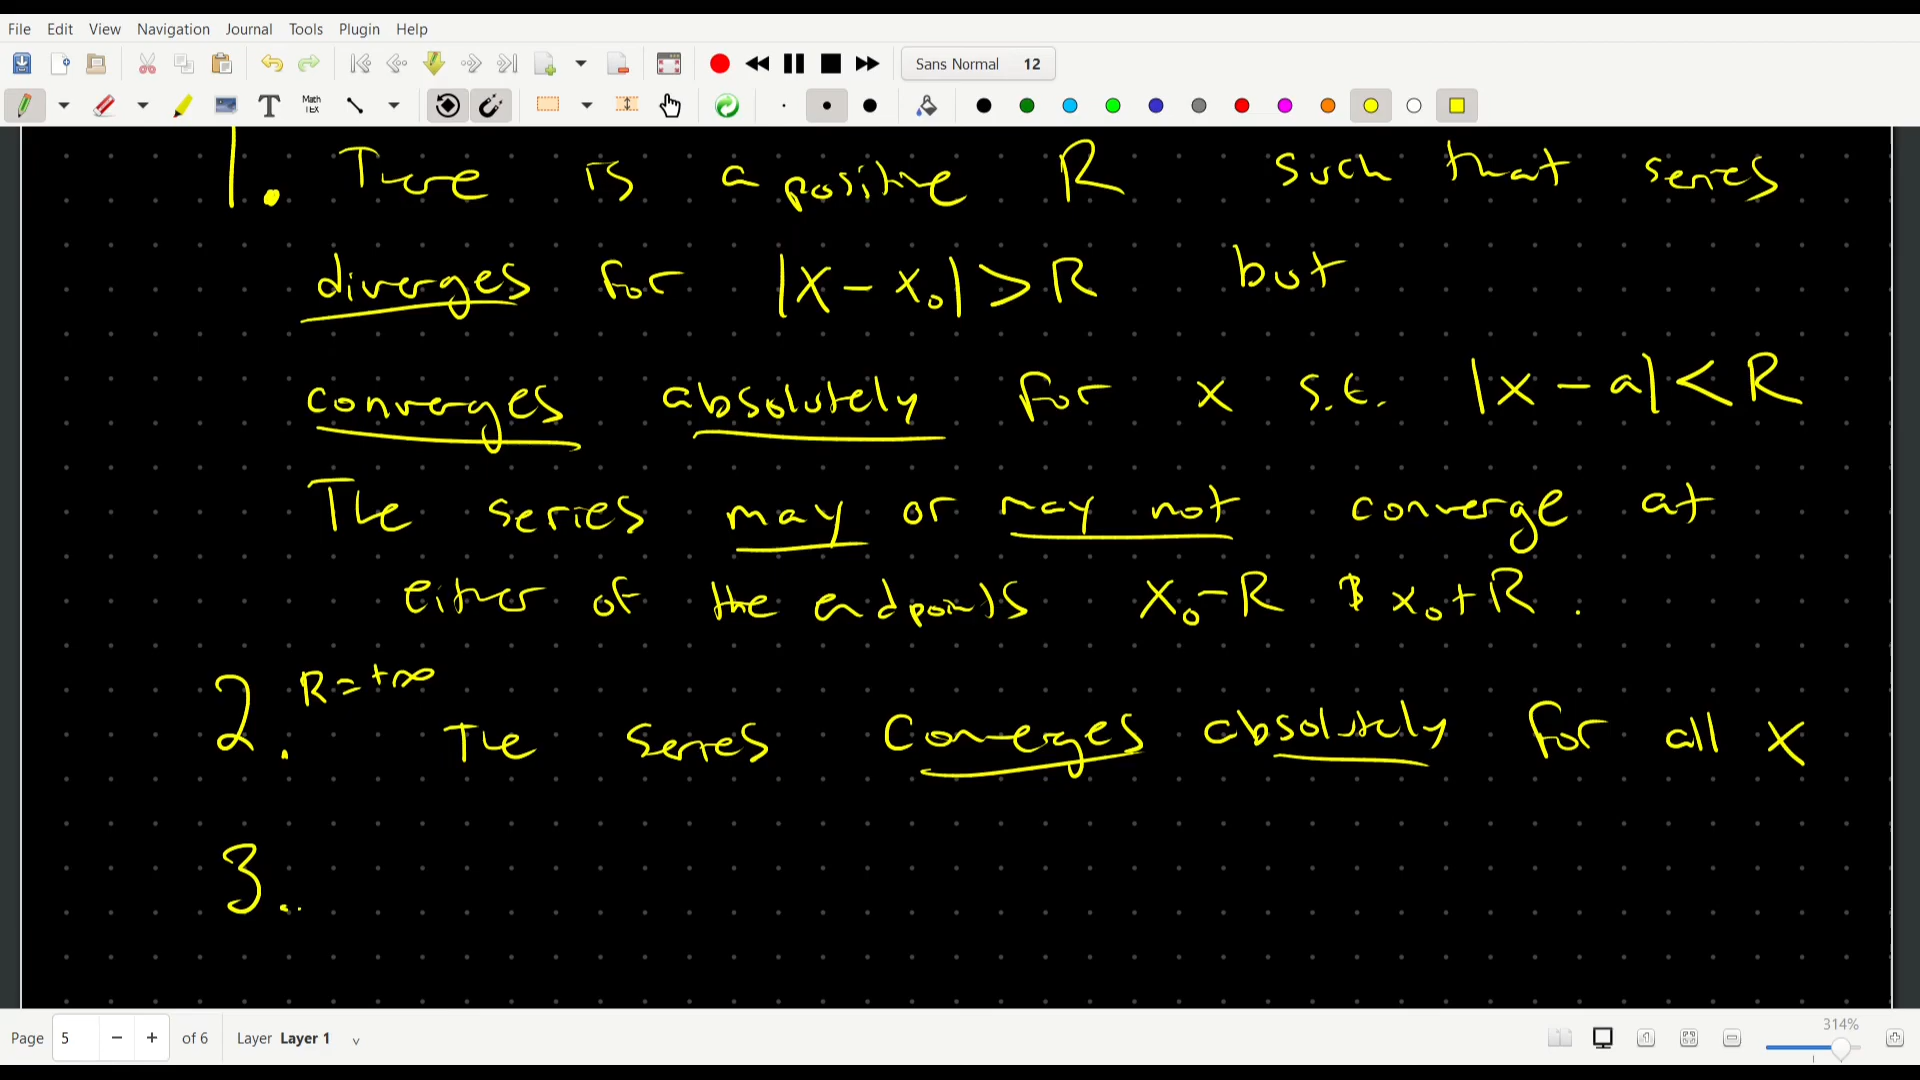 File Edit View Navigation Journal Tools Plugin Help
Sans Normal 12
Math TEX
1. There is a positive R such that series
diverges for |x - x₀| > R but
converges absolutely for x s.t. |x - a| < R
The series may or may not converge at
either of the endpoints x₀-R & x₀+R.
2. R=+∞ The series converges absolutely for all x
3.
Page 5 of 6 Layer Layer 1 314%